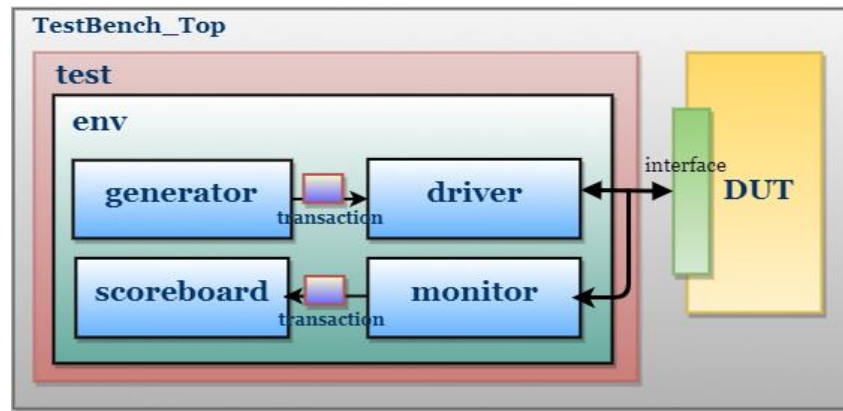 TestBench_Top
test
env
generator
transaction
driver
interface
DUT
scoreboard
transaction
monitor